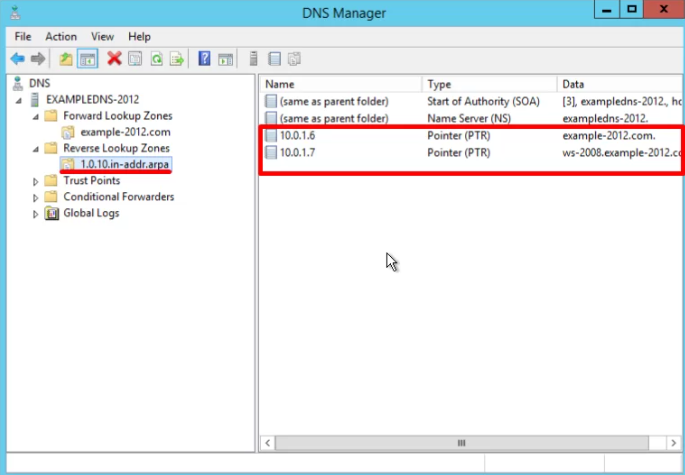 DNS Manager
File Action View Help
DNS
EXAMPLEDNS-2012
Forward Lookup Zones
example-2012.com
Reverse Lookup Zones
1.0.10.in-addr.arpa
Trust Points
Conditional Forwarders
Global Logs
Name Type Data
(same as parent folder) Start of Authority (SOA) [3], exampledns-2012., ho
(same as parent folder) Name Server (NS) exampledns-2012.
10.0.1.6 Pointer (PTR) example-2012.com.
10.0.1.7 Pointer (PTR) ws-2008.example-2012.co